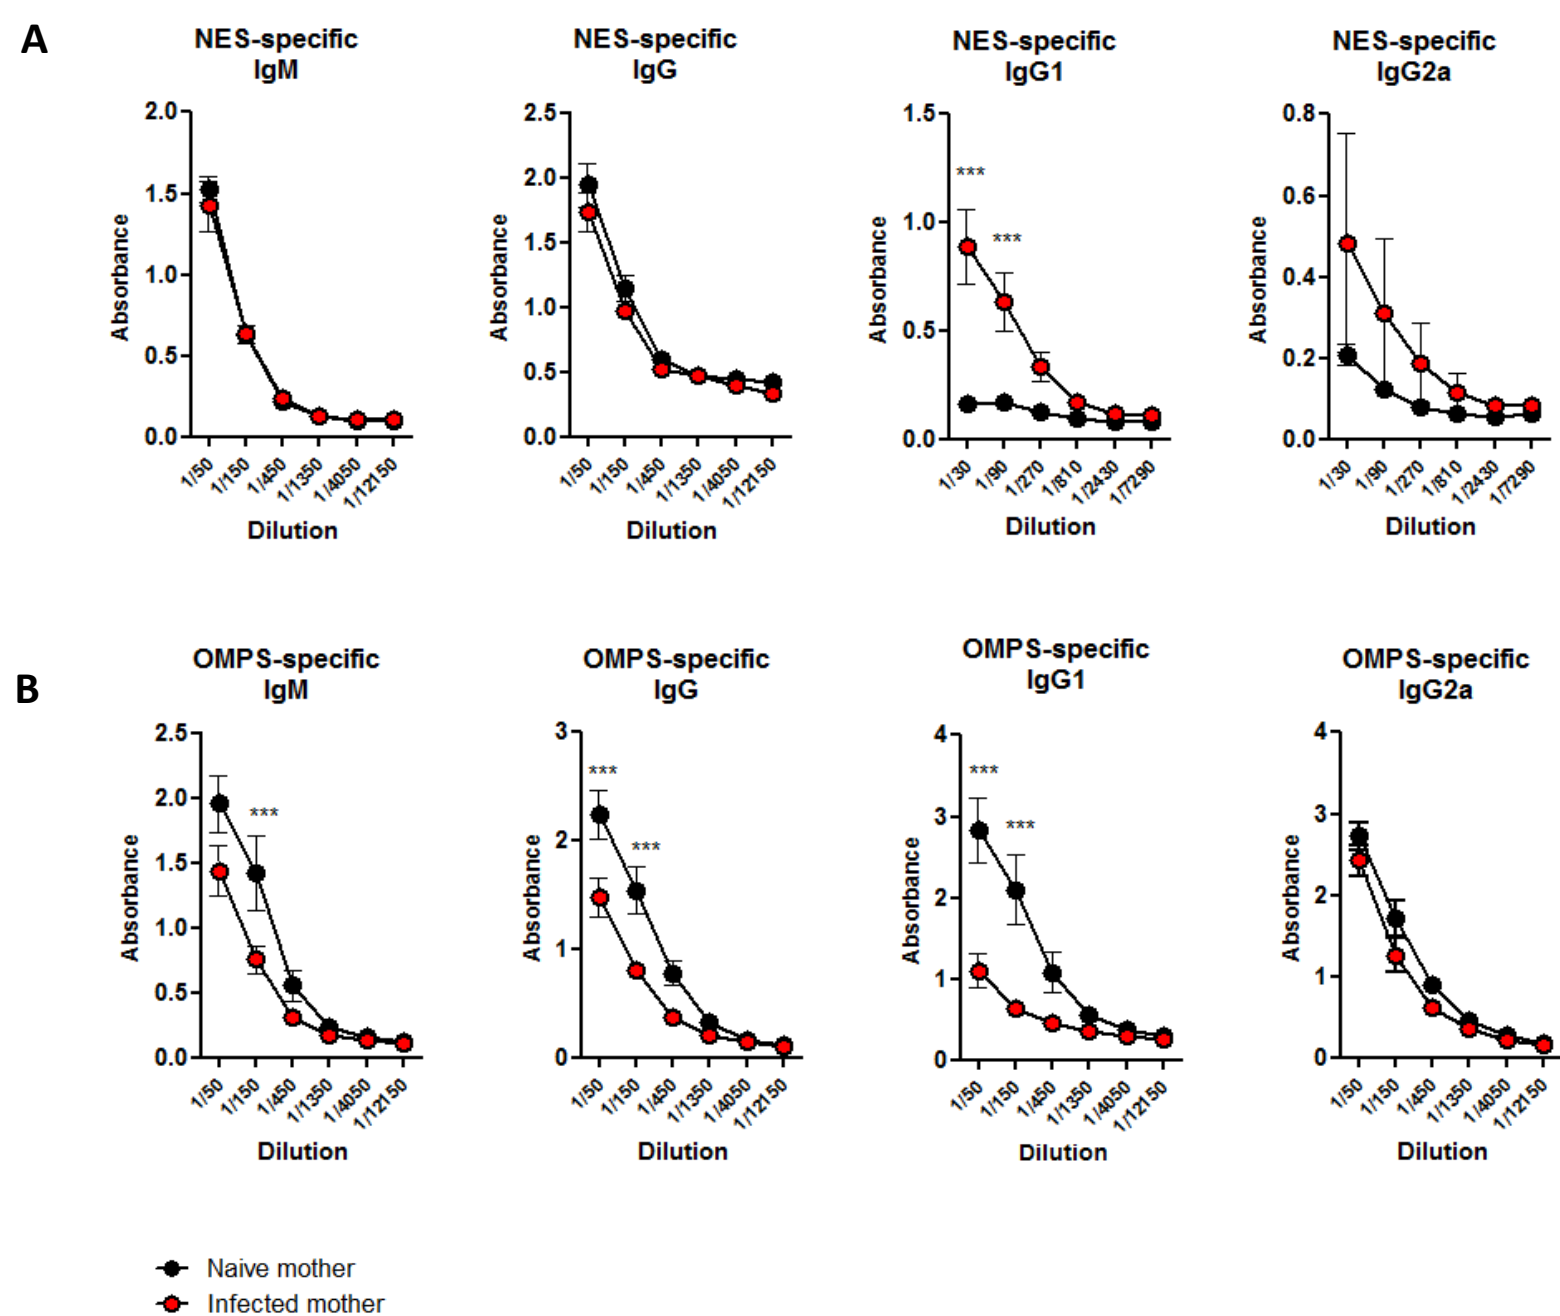 A
NES-specific
IgM
2.0
1.5
1.0
0.5
0.0
Absorbance
1/50
1/150
1/450
1/1350
1/4050
1/12150
Dilution
NES-specific
IgG
2.5
2.0
1.5
1.0
0.5
0.0
Absorbance
1/50
1/150
1/450
1/1350
1/4050
1/12150
Dilution
NES-specific
IgG1
1.5
1.0
0.5
0.0
Absorbance
***
***
1/30
1/90
1/270
1/810
1/2430
1/7290
Dilution
NES-specific
IgG2a
0.8
0.6
0.4
0.2
0.0
Absorbance
1/30
1/90
1/270
1/810
1/2430
1/7290
Dilution
B
OMPS-specific
IgM
2.5
2.0
1.5
1.0
0.5
0.0
Absorbance
***
1/50
1/150
1/450
1/1350
1/4050
1/12150
Dilution
OMPS-specific
IgG
3
2
1
0
Absorbance
***
***
1/50
1/150
1/450
1/1350
1/4050
1/12150
Dilution
OMPS-specific
IgG1
4
3
2
1
0
Absorbance
***
***
1/50
1/150
1/450
1/1350
1/4050
1/12150
Dilution
OMPS-specific
IgG2a
4
3
2
1
0
Absorbance
1/50
1/150
1/450
1/1350
1/4050
1/12150
Dilution
Naive mother
Infected mother